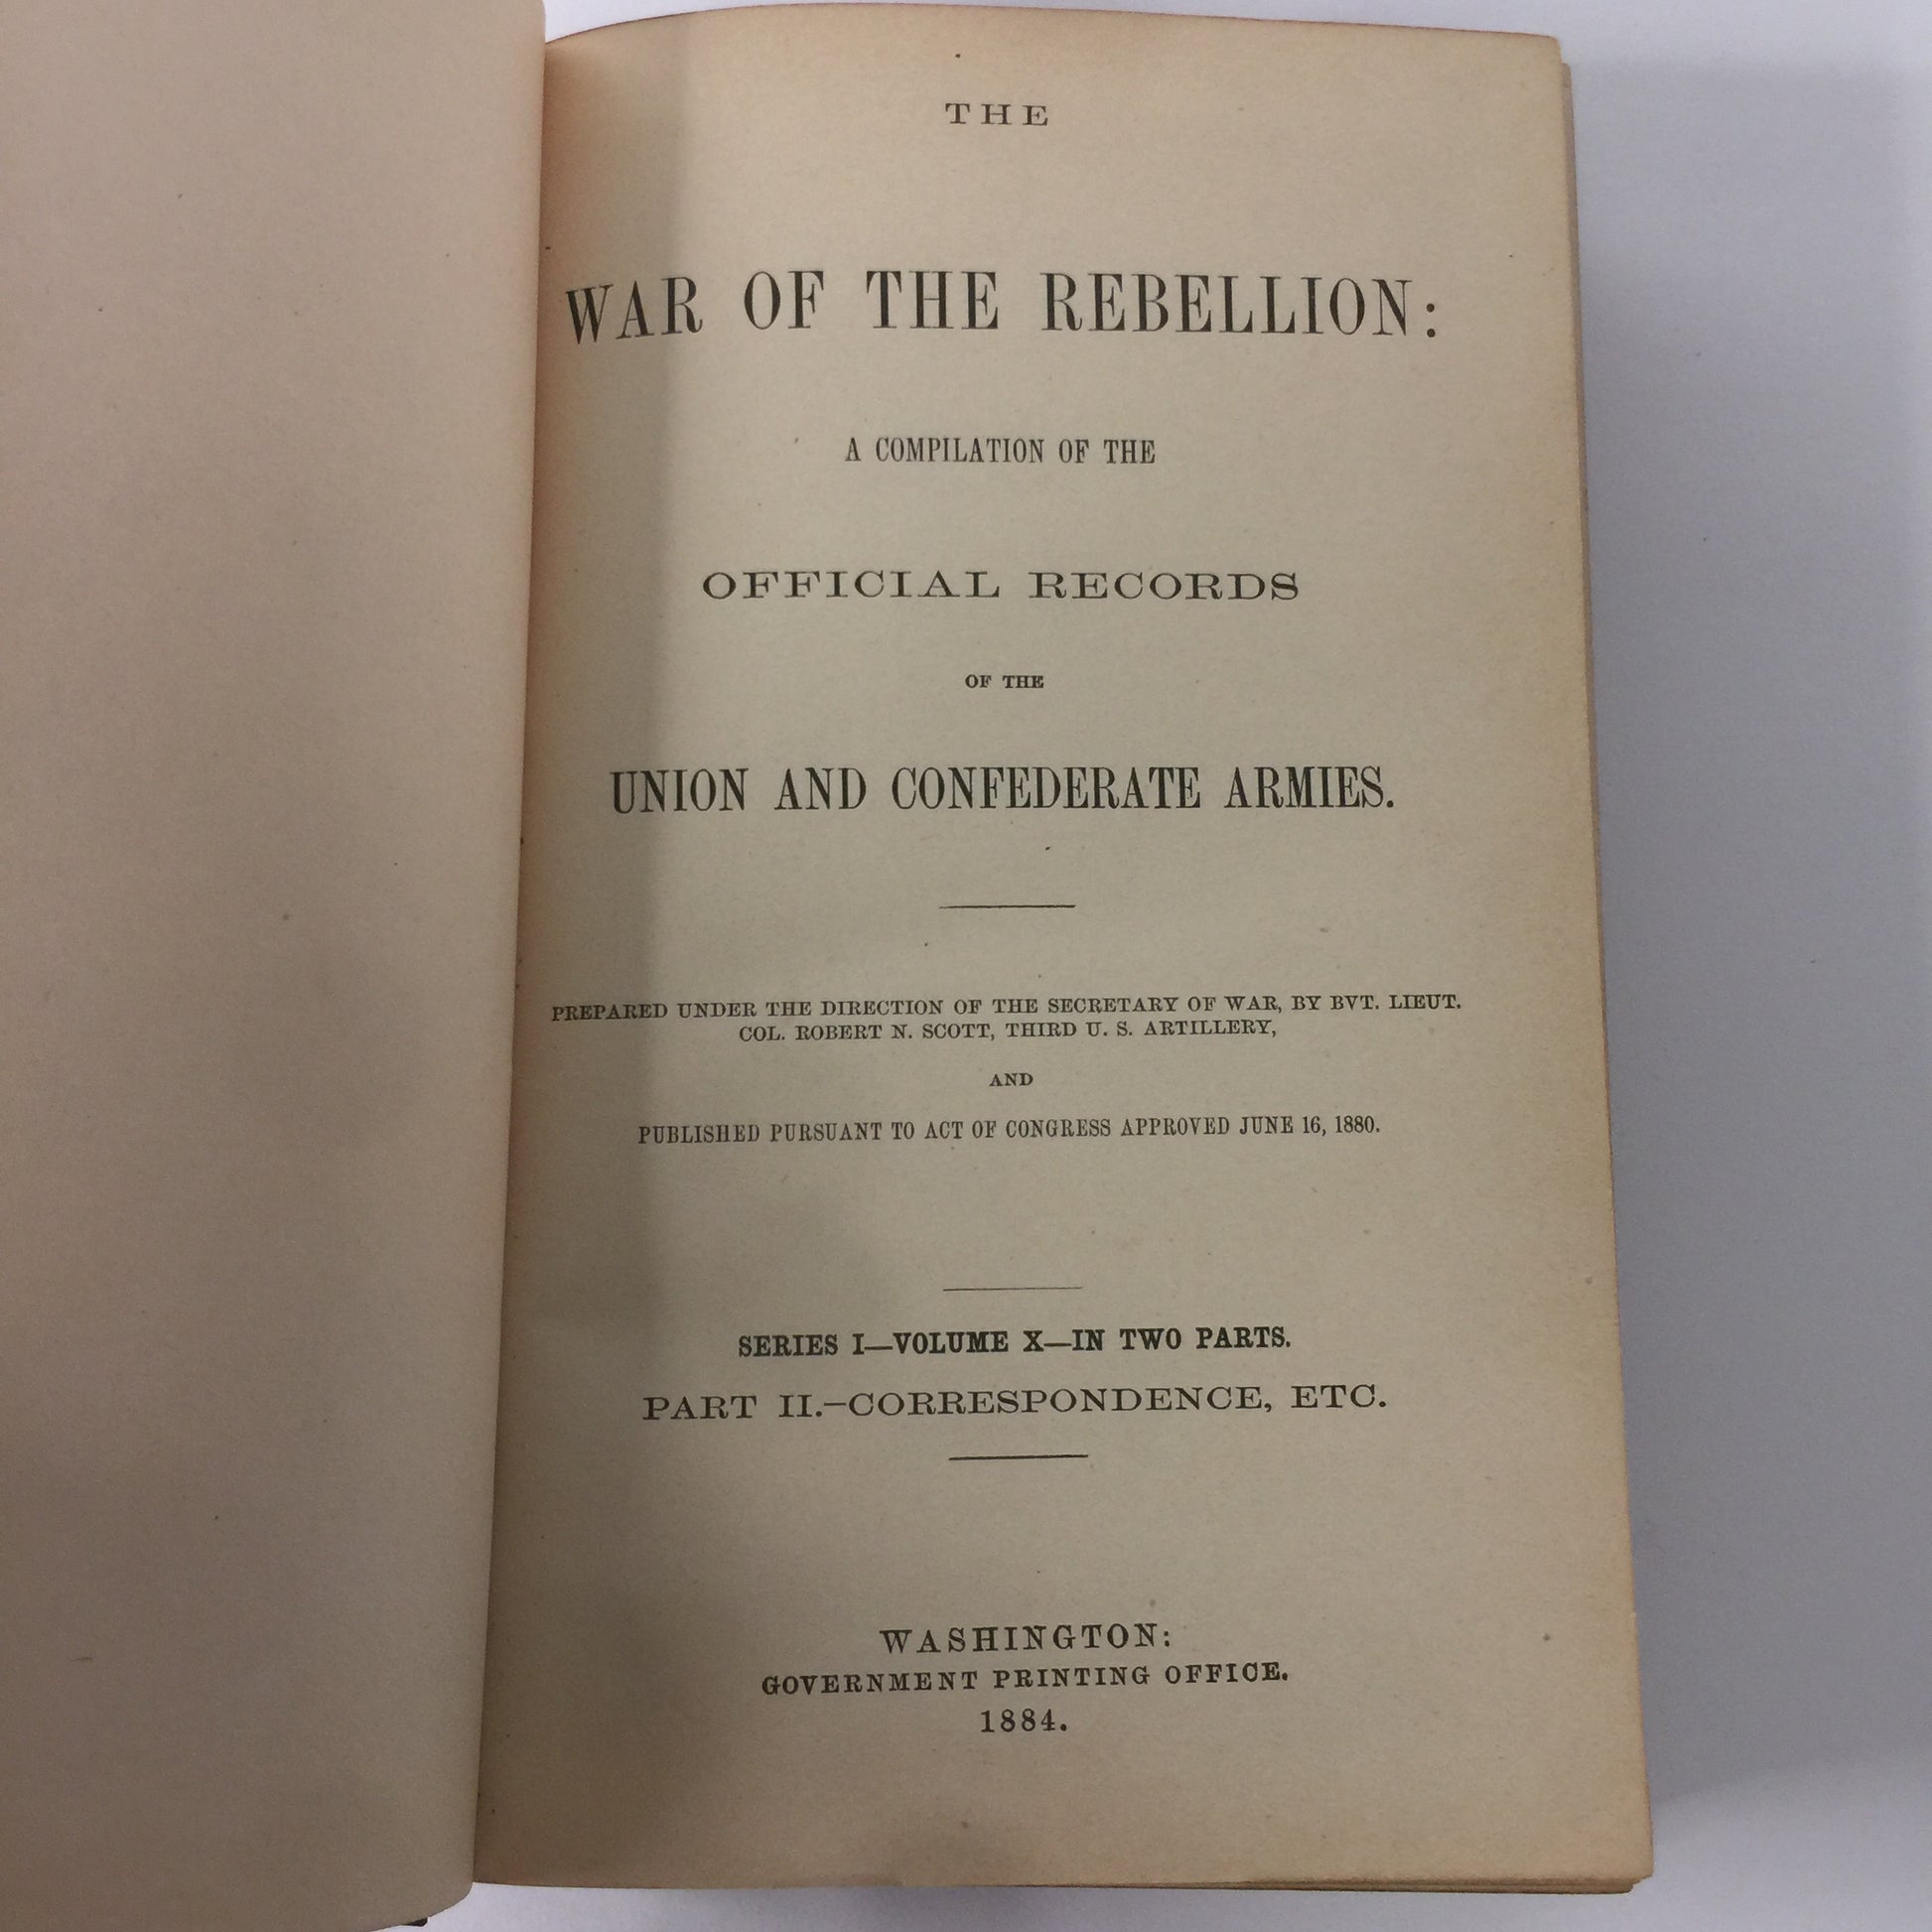 THE
WAR OF THE REBELLION:
A COMPILATION OF THE
OFFICIAL RECORDS
OF THE
UNION AND CONFEDERATE ARMIES.
PREPARED UNDER THE DIRECTION OF THE SECRETARY OF WAR, BY BVT. LIEUT.
COL. ROBERT N. SCOTT, THIRD U. S. ARTILLERY,
AND
PUBLISHED PURSUANT TO ACT OF CONGRESS APPROVED JUNE 16, 1880.
SERIES I—VOLUME X—IN TWO PARTS.
PART II.–CORRESPONDENCE, ETC.
WASHINGTON:
GOVERNMENT PRINTING OFFICE.
1884.